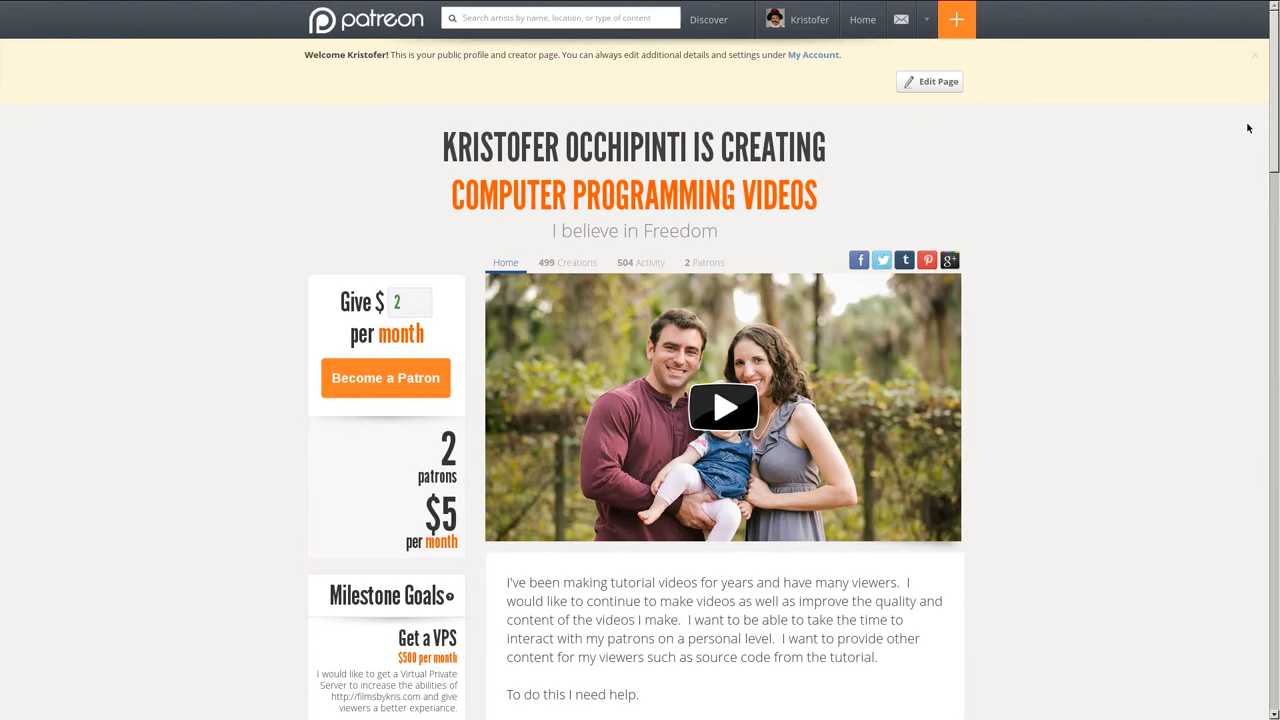 patreon
Search artists by name, location, or type of content
Discover
Kristofer
Home
Welcome Kristofer! This is your public profile and creator page. You can always edit additional details and settings under My Account.
×
Edit Page
KRISTOFER OCCHIPINTI IS CREATING
COMPUTER PROGRAMMING VIDEOS
I believe in Freedom
Home 499 Creations 504 Activity 2 Patrons
Give $ 2
per month
Become a Patron
2
patrons
$5
per month
Milestone Goals
Get a VPS
$500 per month
I would like to get a Virtual Private
Server to increase the abilities of
http://filmsbykris.com and give
viewers a better experiance.
I've been making tutorial videos for years and have many viewers. I
would like to continue to make videos as well as improve the quality and
content of the videos I make. I want to be able to take the time to
interact with my patrons on a personal level. I want to provide other
content for my viewers such as source code from the tutorial.
To do this I need help.